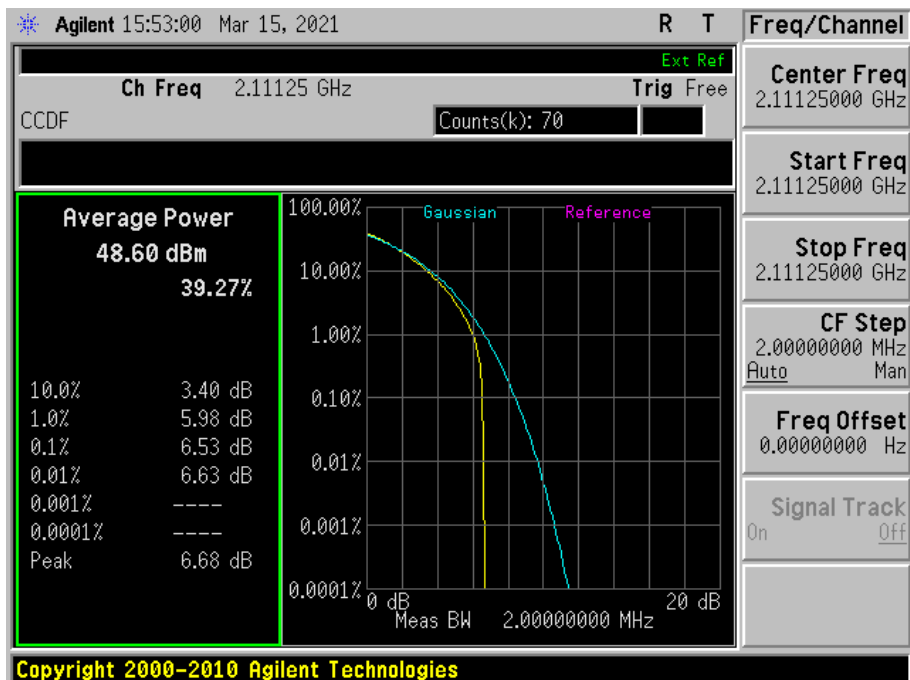 Agilent 15:53:00 Mar 15, 2021 R T
Freq/Channel
Ext Ref
Ch Freq 2.11125 GHz Trig Free
CCDF Counts(k): 70
Average Power
48.60 dBm
39.27%
10.0% 3.40 dB
1.0% 5.98 dB
0.1% 6.53 dB
0.01% 6.63 dB
0.001% ----
0.0001% ----
Peak 6.68 dB
Gaussian Reference
100.00%
10.00%
1.00%
0.10%
0.01%
0.001%
0.0001%
0 dB 20 dB
Meas BW 2.00000000 MHz
Center Freq
2.11125000 GHz
Start Freq
2.11125000 GHz
Stop Freq
2.11125000 GHz
CF Step
2.00000000 MHz
Auto Man
Freq Offset
0.00000000 Hz
Signal Track
On Off
Copyright 2000-2010 Agilent Technologies